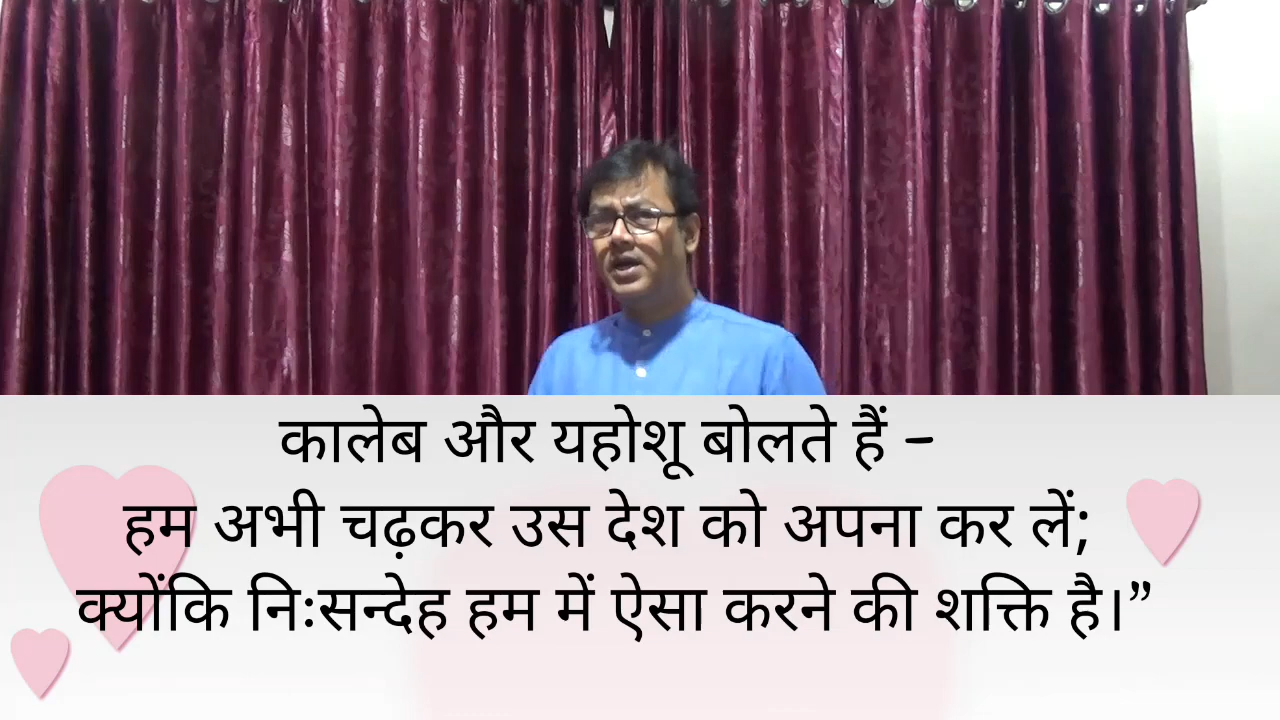 कालेब और यहोशू बोलते हैं –
हम अभी चढ़कर उस देश को अपना कर लें;
क्योंकि निःसन्देह हम में ऐसा करने की शक्ति है।”